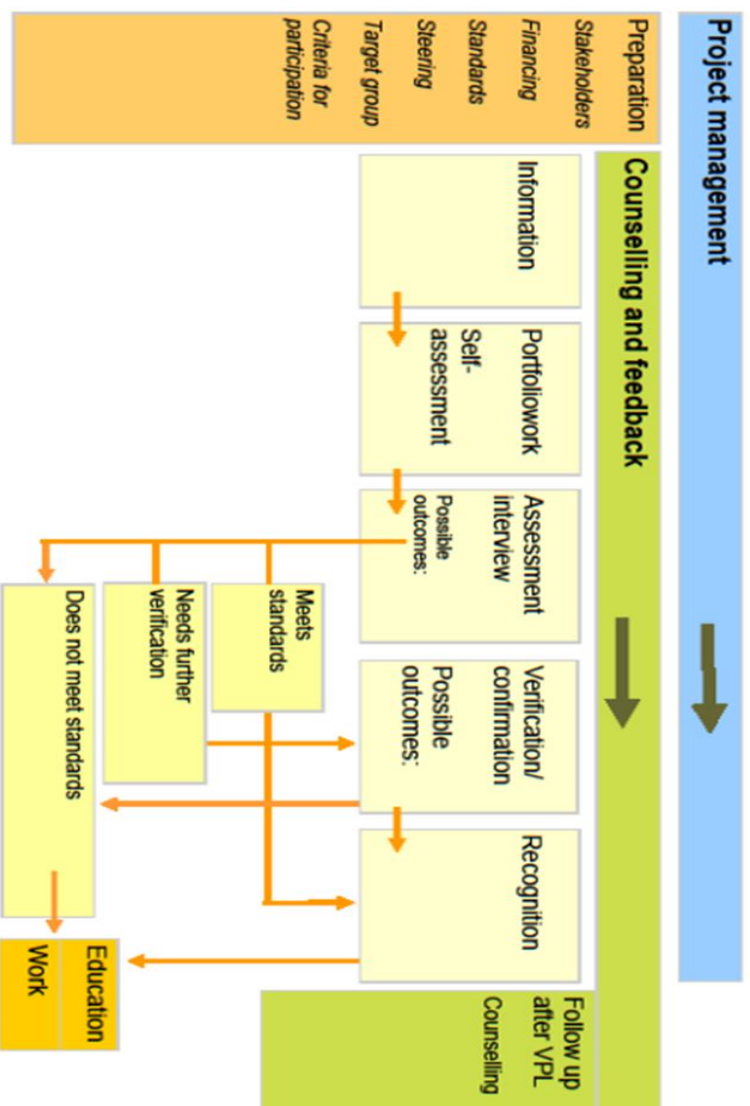 Project management
Preparation
Stakeholders
Financing
Standards
Steering
Target group
Criteria for
participation
Counselling and feedback
Information
Portfoliowork
Self-
assessment
Assessment
interview
Possible
outcomes:
Verification/
confirmation
Possible
outcomes:
Recognition
Follow up
after VPL
Counselling
Meets
standards
Needs further
verification
Does not meet standards
Education
Work